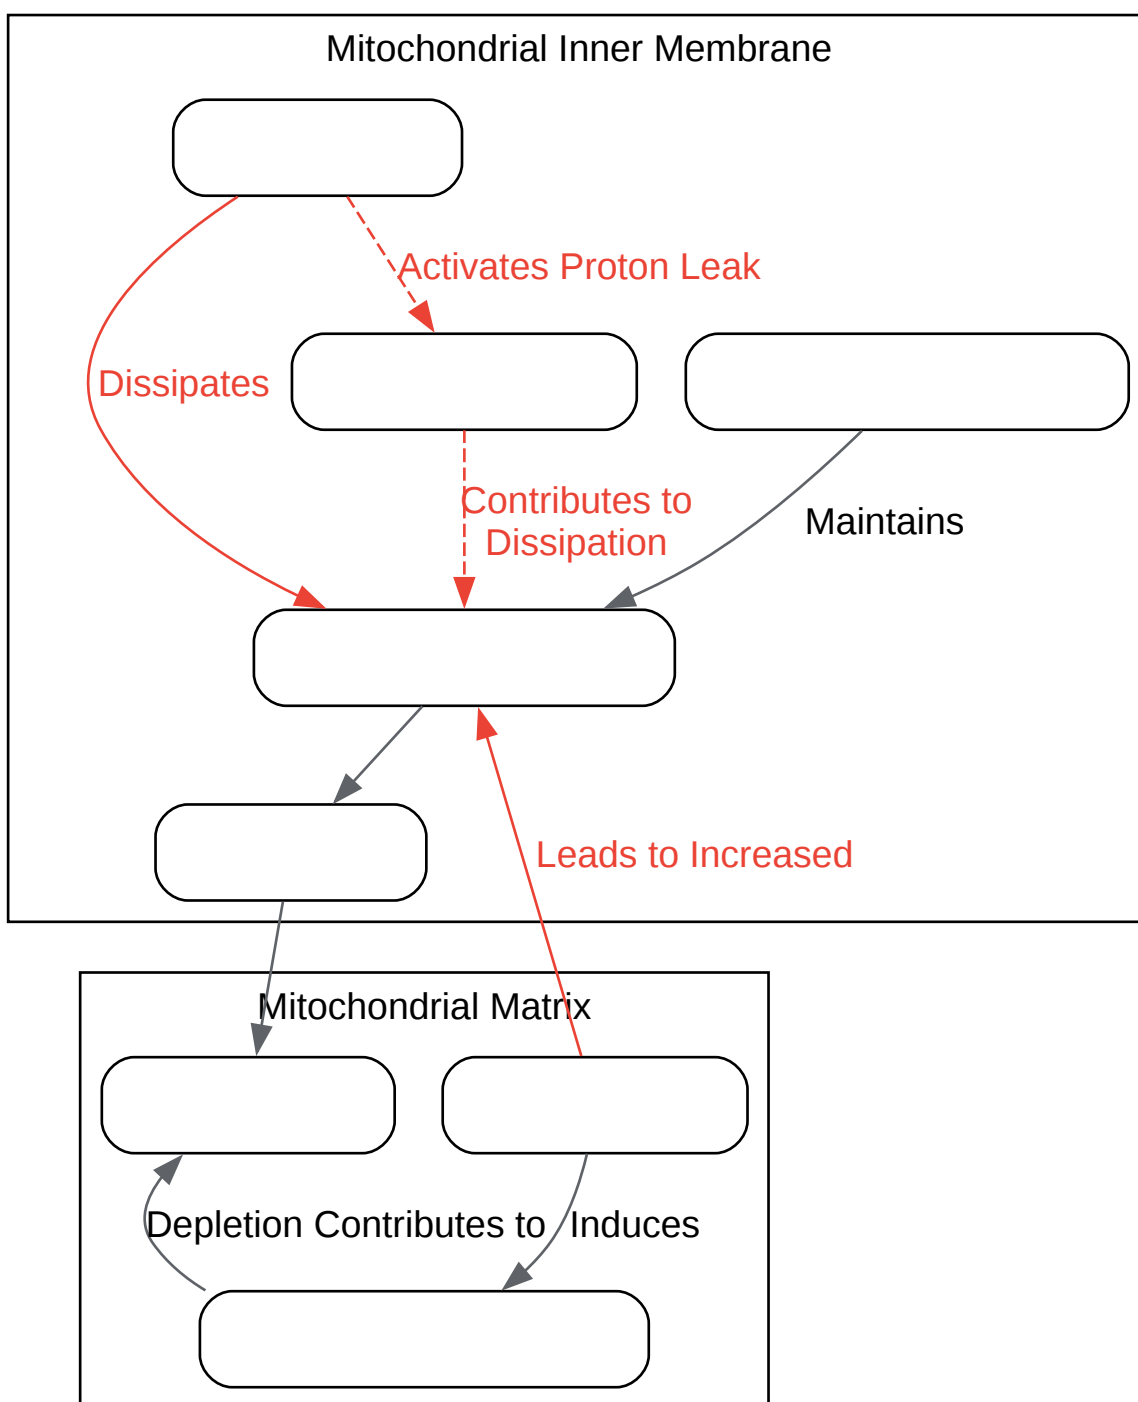 Mitochondrial Inner Membrane
Activates Proton Leak
Dissipates
Contributes to
Dissipation
Maintains
Leads to Increased
Mitochondrial Matrix
Depletion Contributes to
Induces